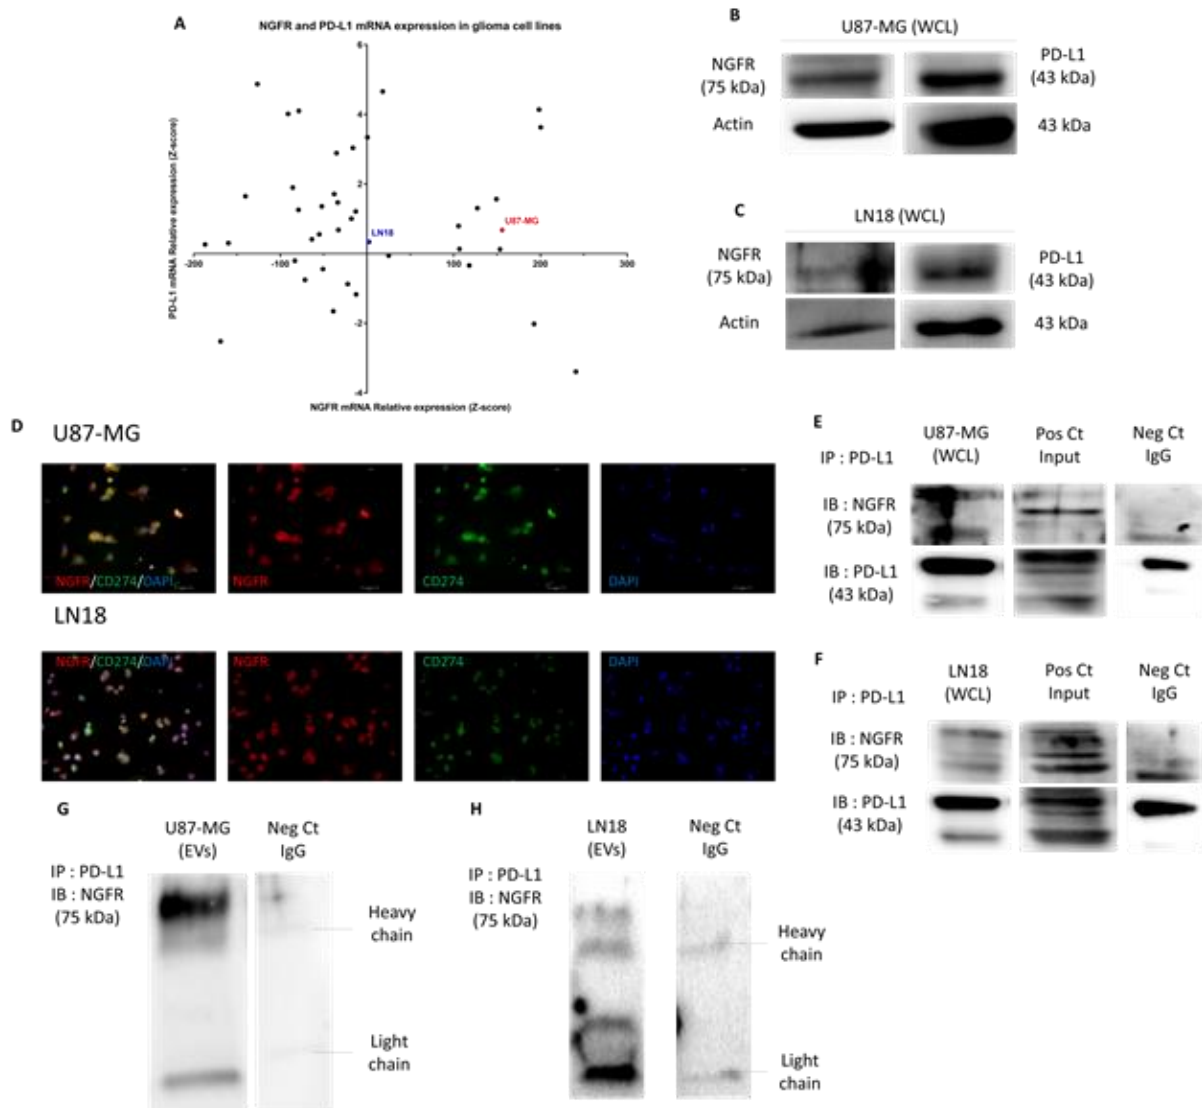 A
NGFR and PD-L1 mRNA expression in glioma cell lines
PD-L1 mRNA Relative expression (Z-score)
6
4
2
-2
-4
-200
-100
100
200
300
LN18
U87-MG
NGFR mRNA Relative expression (Z-score)
B
U87-MG (WCL)
NGFR
(75 kDa)
PD-L1
(43 kDa)
Actin
43 kDa
C
LN18 (WCL)
NGFR
(75 kDa)
PD-L1
(43 kDa)
Actin
43 kDa
D
U87-MG
NGFR/CD274/DAPI
NGFR
CD274
DAPI
LN18
NGFR/CD274/DAPI
NGFR
CD274
DAPI
E
IP : PD-L1
U87-MG
(WCL)
Pos Ct
Input
Neg Ct
IgG
IB : NGFR
(75 kDa)
IB : PD-L1
(43 kDa)
F
IP : PD-L1
LN18
(WCL)
Pos Ct
Input
Neg Ct
IgG
IB : NGFR
(75 kDa)
IB : PD-L1
(43 kDa)
G
U87-MG
(EVs)
Neg Ct
IgG
IP : PD-L1
IB : NGFR
(75 kDa)
Heavy
chain
Light
chain
H
LN18
(EVs)
Neg Ct
IgG
IP : PD-L1
IB : NGFR
(75 kDa)
Heavy
chain
Light
chain